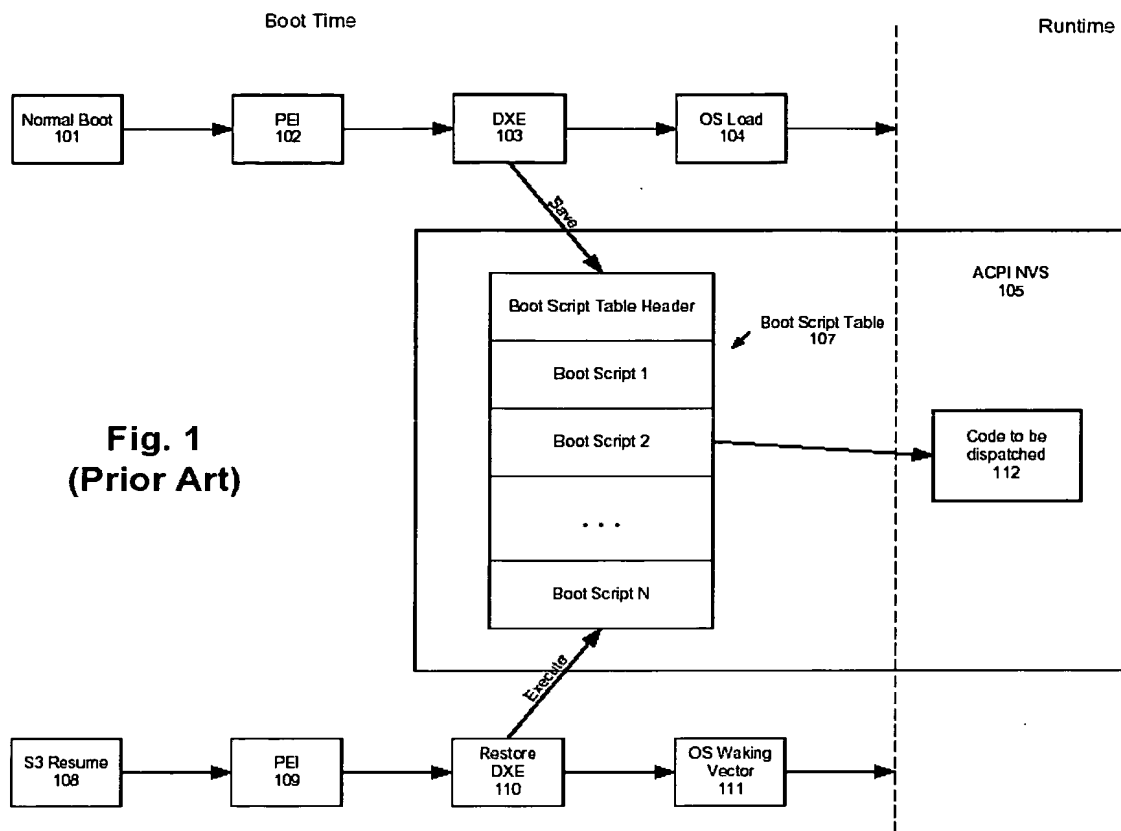 Boot Time
Runtime
Normal Boot
101
PEI
102
DXE
103
OS Load
104
Save
ACPI NVS
105
Boot Script Table Header
Boot Script Table
107
Boot Script 1
Boot Script 2
Code to be
dispatched
112
Fig. 1
(Prior Art)
. . .
Boot Script N
Execute
S3 Resume
108
PEI
109
Restore
DXE
110
OS Waking
Vector
111